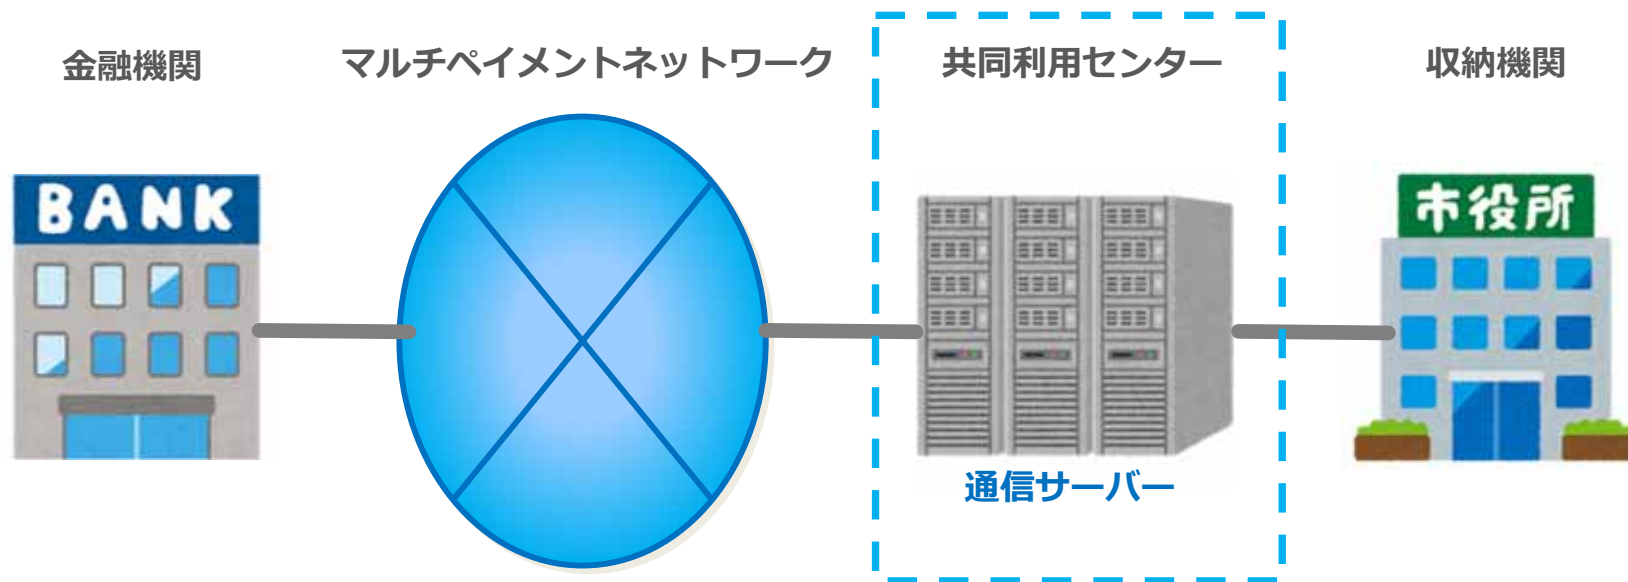 金融機関
マルチペイメントネットワーク
共同利用センター
収納機関
BANK
市役所
通信サーバー